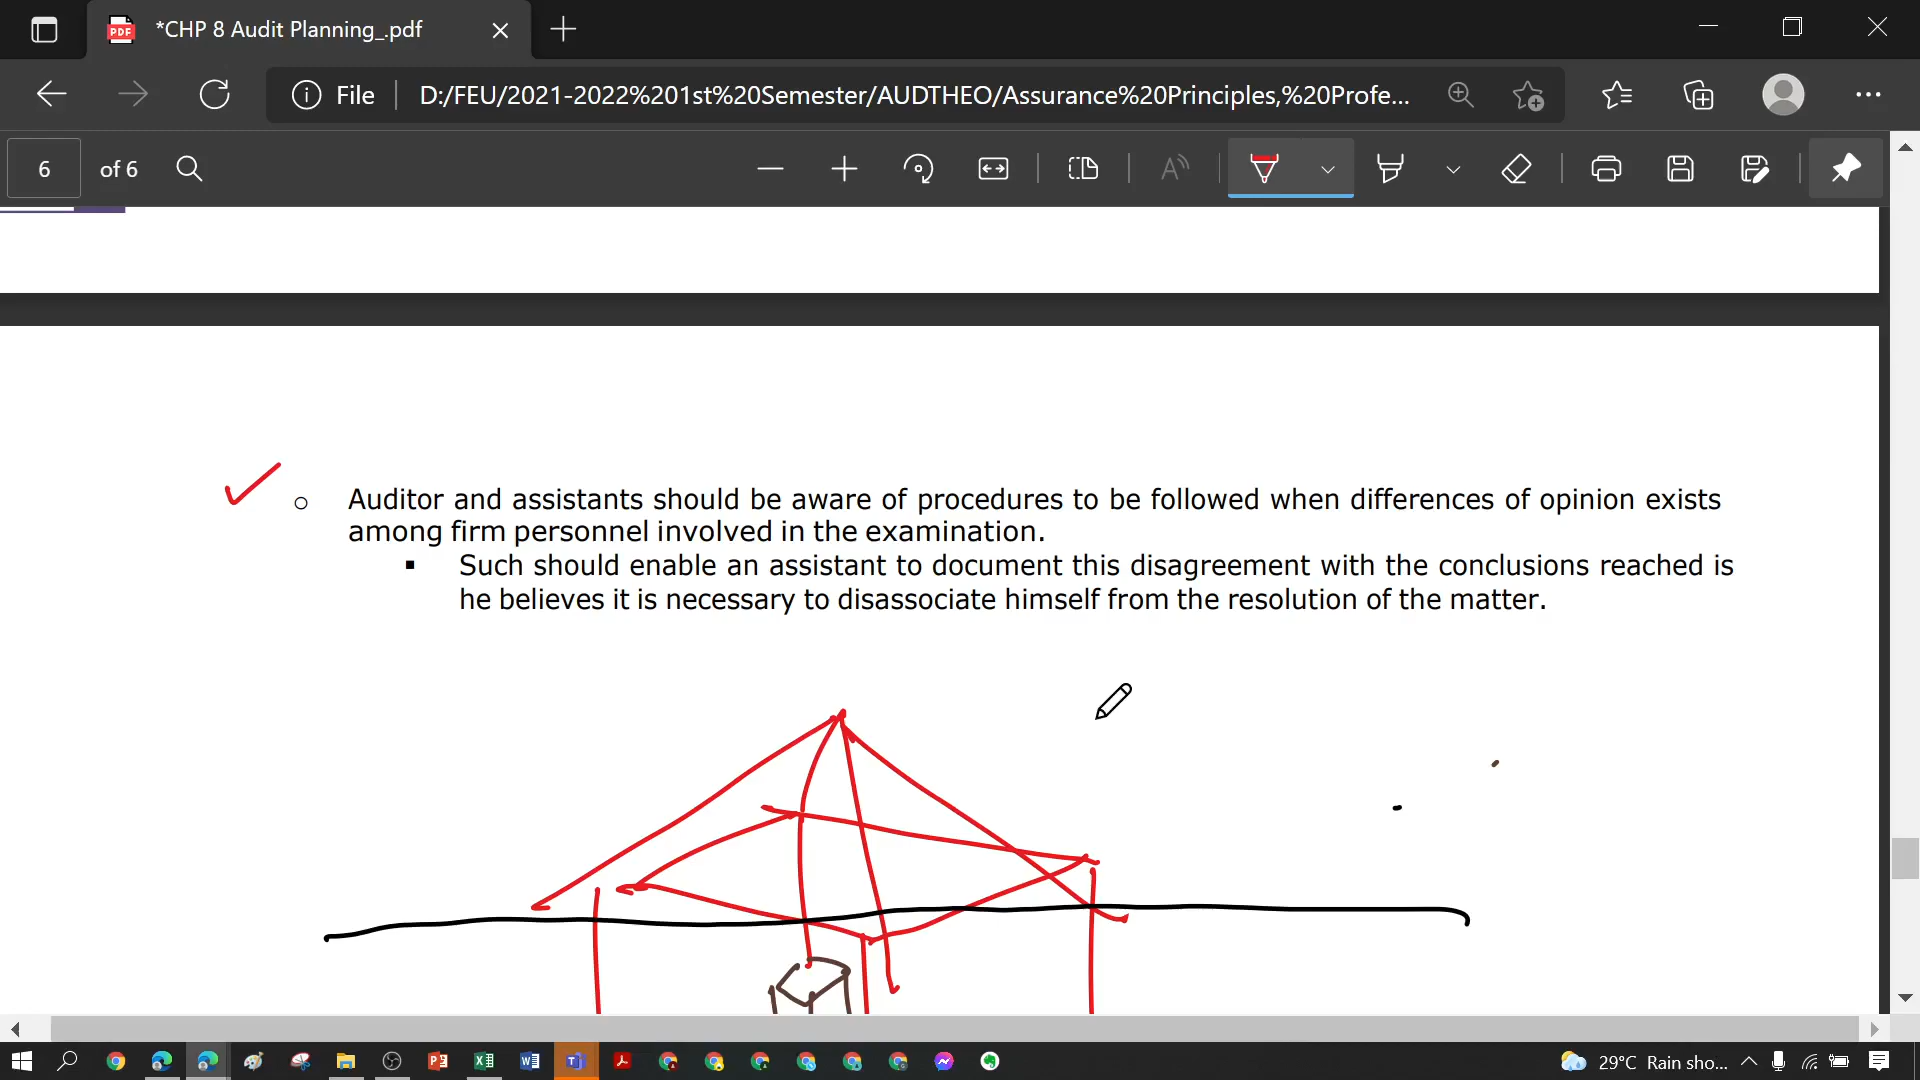 *CHP 8 Audit Planning_.pdf
File
D:/FEU/2021-2022%201st%20Semester/AUDTHEO/Assurance%20Principles,%20Profe...
6 of 6
○ Auditor and assistants should be aware of procedures to be followed when differences of opinion exists
among firm personnel involved in the examination.
▪ Such should enable an assistant to document this disagreement with the conclusions reached is
he believes it is necessary to disassociate himself from the resolution of the matter.
29°C Rain sho...